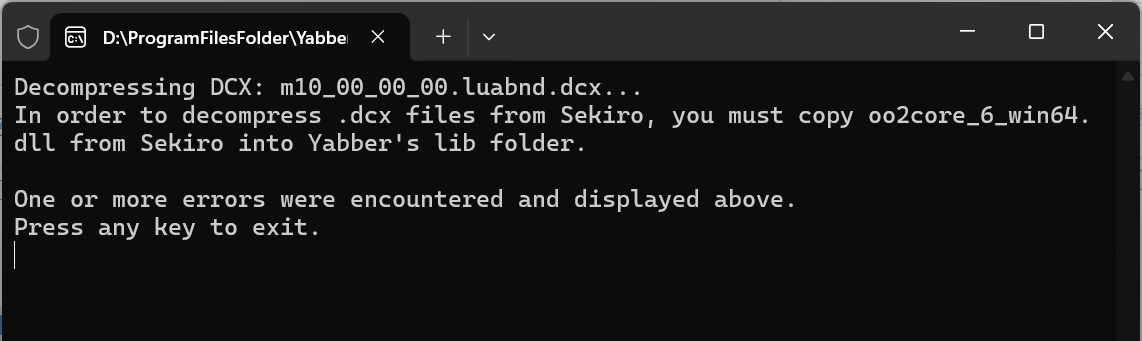 D:\ProgramFilesFolder\Yabbe
Decompressing DCX: m10_00_00_00.luabnd.dcx...
In order to decompress .dcx files from Sekiro, you must copy oo2core_6_win64.
dll from Sekiro into Yabber's lib folder.
One or more errors were encountered and displayed above.
Press any key to exit.